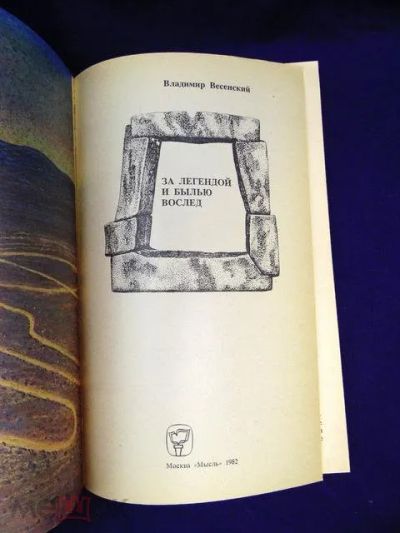 Владимир Весенский
ЗА ЛЕГЕНДОЙ
И БЫЛЬЮ
ВОСЛЕД
Москва «Мысль» 1982